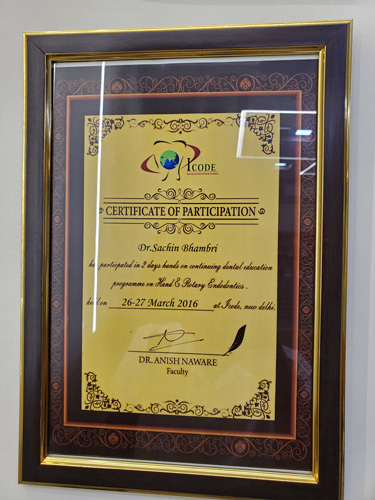 ICODE
CERTIFICATE OF PARTICIPATION
Dr.Sachin Bhambri
has participated in 2 days hands on continuing dental education
programme on Hand & Rotary Endodontics.
held on 26-27 March 2016 at Icode, new delhi.
DR. ANISH NAWARE
Faculty